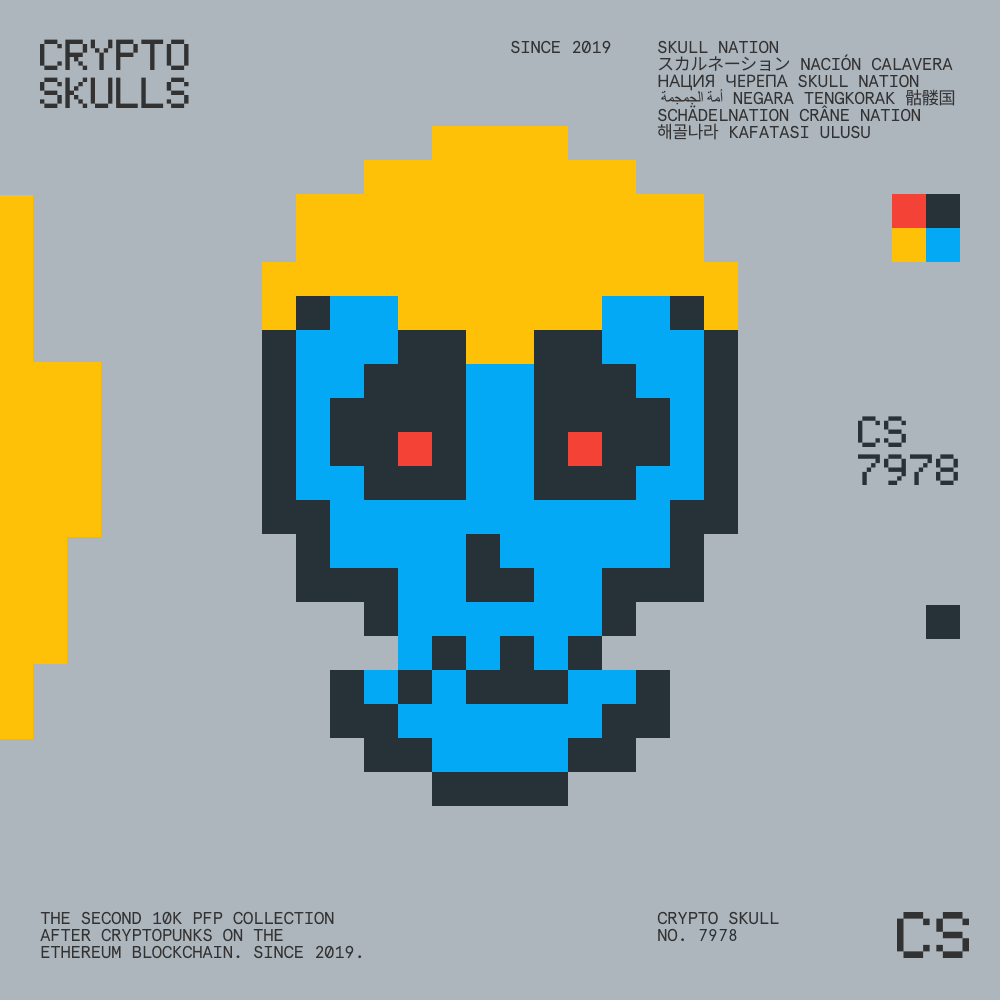 CRYPTO
SKULLS
SINCE 2019
SKULL NATION
スカルネーション NACIÓN CALAVERA
НАЦИЯ ЧЕРЕПА SKULL NATION
أمة الجمجمة NEGARA TENGKORAK 骷髅国
SCHÄDELNATION CRÂNE NATION
해골나라 KAFATASI ULUSU
CS
7978
THE SECOND 10K PFP COLLECTION
AFTER CRYPTOPUNKS ON THE
ETHEREUM BLOCKCHAIN. SINCE 2019.
CRYPTO SKULL
NO. 7978
CS